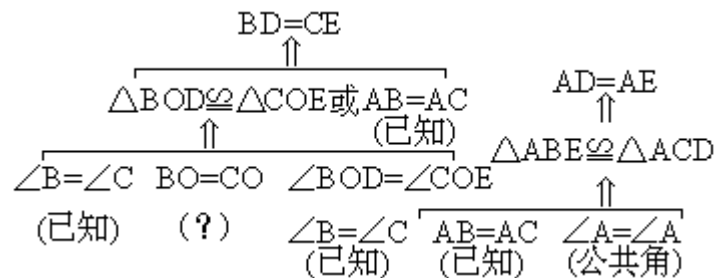 BD=CE
⇑
△BOD≌△COE或AB=AC
(已知)
AD=AE
⇑
⇑
△ABE≌△ACD
∠B=∠C BO=CO ∠BOD=∠COE
⇑
(已知) (?)
∠B=∠C AB=AC ∠A=∠A
(已知) (已知) (公共角)